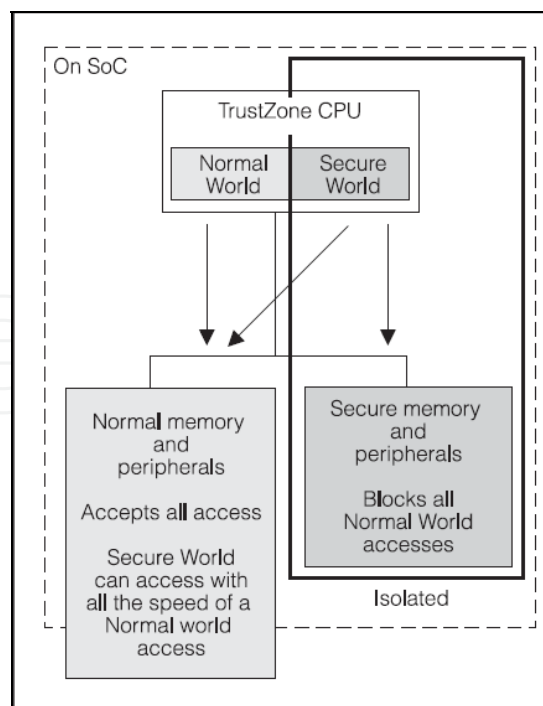 On SoC
TrustZone CPU
Normal
World
Secure
World
Normal memory
and
peripherals
Accepts all access
Secure World
can access with
all the speed of a
Normal world
access
Secure memory
and
peripherals
Blocks all
Normal World
accesses
Isolated